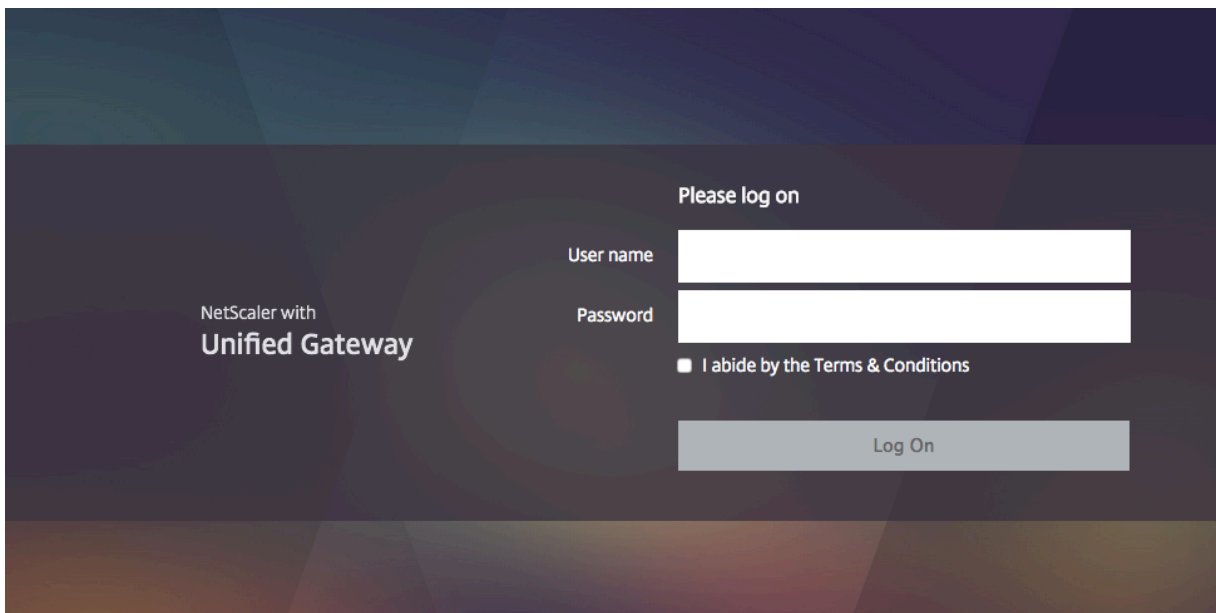 Please log on
User name
Password
NetScaler with
Unified Gateway
I abide by the Terms & Conditions
Log On